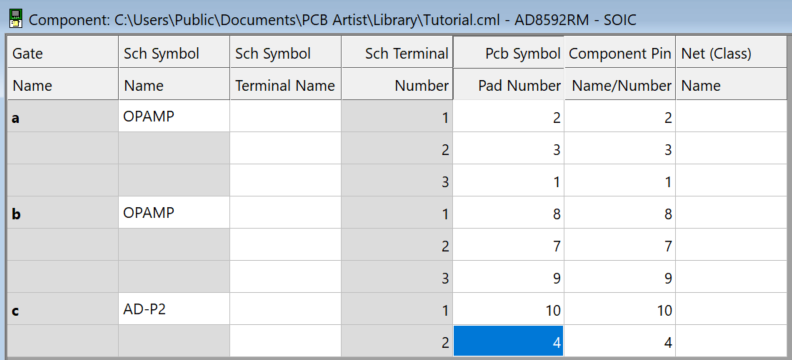 Component: C:\Users\Public\Documents\PCB Artist\Library\Tutorial.cml - AD8592RM - SOIC
Gate Sch Symbol Sch Symbol Sch Terminal Pcb Symbol Component Pin Net (Class)
Name Name Terminal Name Number Pad Number Name/Number Name
a OPAMP 1 2 2
2 3 3
3 1 1
b OPAMP 1 8 8
2 7 7
3 9 9
c AD-P2 1 10 10
2 4 4